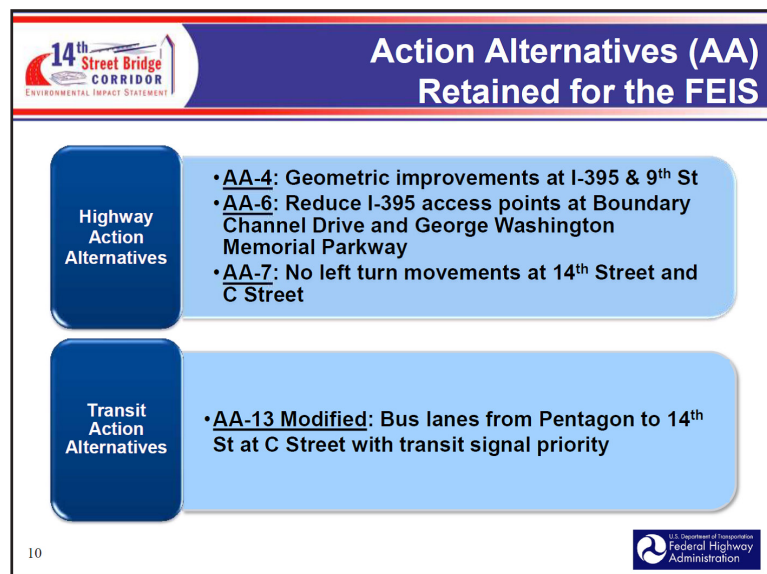 14th
Street Bridge
CORRIDOR
ENVIRONMENTAL IMPACT STATEMENT
Action Alternatives (AA)
Retained for the FEIS
Highway
Action
Alternatives
•AA-4: Geometric improvements at I-395 & 9th St
•AA-6: Reduce I-395 access points at Boundary
Channel Drive and George Washington
Memorial Parkway
•AA-7: No left turn movements at 14th Street and
C Street
Transit
Action
Alternatives
•AA-13 Modified: Bus lanes from Pentagon to 14th
St at C Street with transit signal priority
10
U.S. Department of Transportation
Federal Highway
Administration